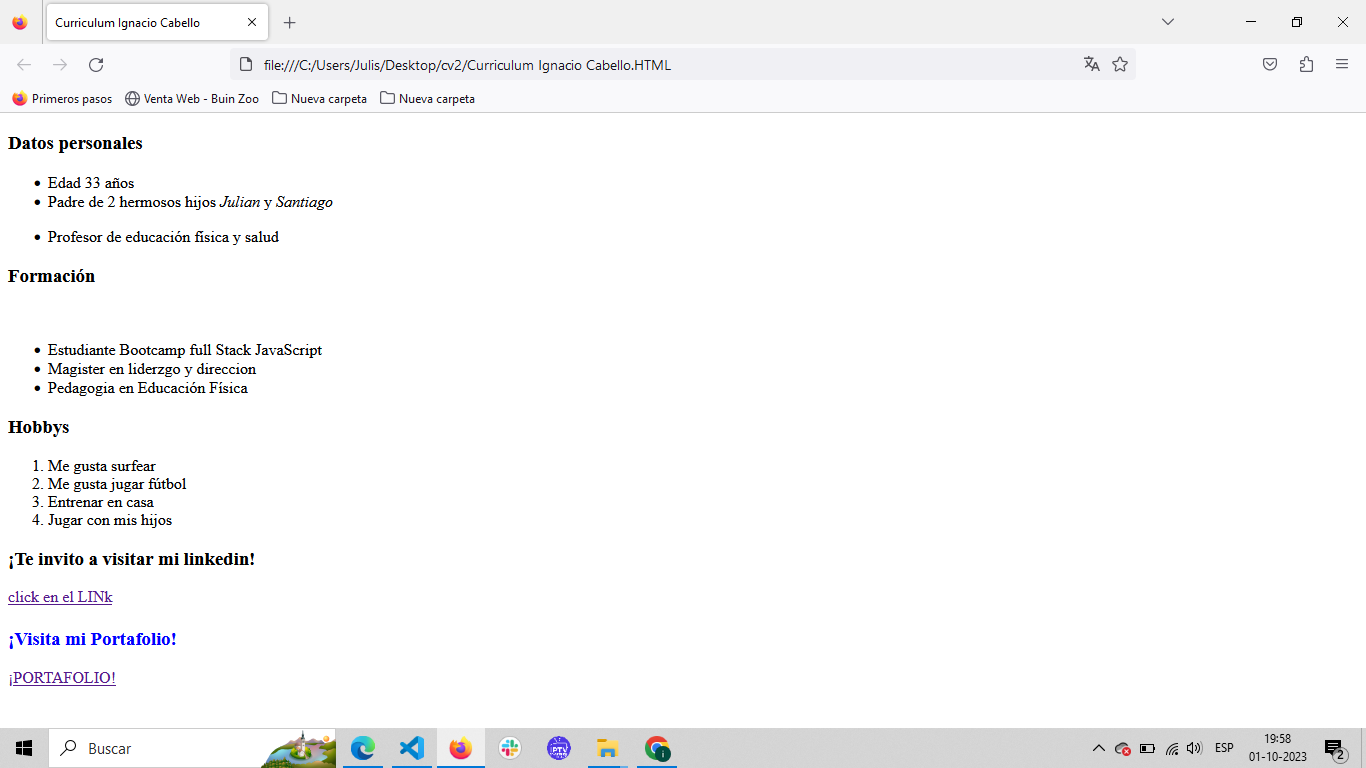 Curriculum Ignacio Cabello
file:///C:/Users/Julis/Desktop/cv2/Curriculum Ignacio Cabello.HTML
Primeros pasos Venta Web - Buin Zoo Nueva carpeta Nueva carpeta
Datos personales
Edad 33 años
Padre de 2 hermosos hijos Julian y Santiago
Profesor de educación física y salud
Formación
Estudiante Bootcamp full Stack JavaScript
Magister en liderzgo y direccion
Pedagogia en Educación Física
Hobbys
1. Me gusta surfear
2. Me gusta jugar fútbol
3. Entrenar en casa
4. Jugar con mis hijos
¡Te invito a visitar mi linkedin!
click en el LINk
¡Visita mi Portafolio!
¡PORTAFOLIO!
Buscar
ESP
19:58
01-10-2023
2